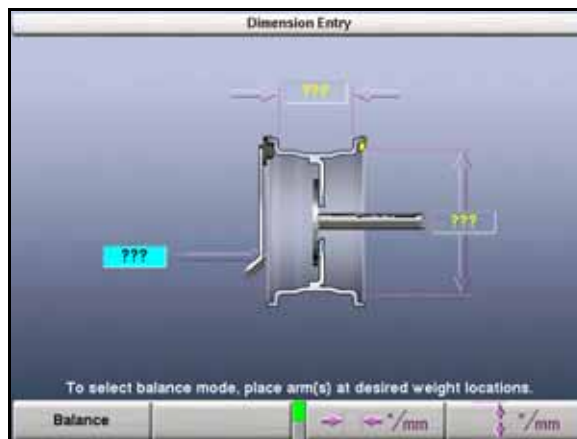 Dimension Entry
???
???
???
To select balance mode, place arm(s) at desired weight locations.
Balance
"/mm
"/mm